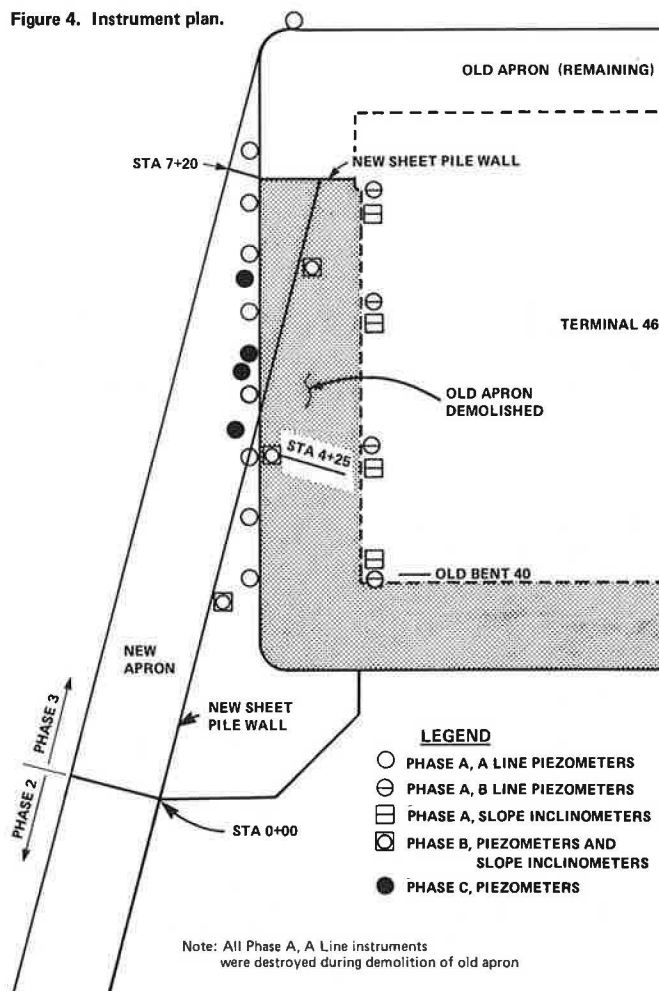 Figure 4. Instrument plan.
OLD APRON (REMAINING)
STA 7+20
NEW SHEET PILE WALL
TERMINAL 46
OLD APRON
DEMOLISHED
STA 4+25
OLD BENT 40
NEW
APRON
NEW SHEET
PILE WALL
PHASE 3
PHASE 2
STA 0+00
LEGEND
PHASE A, A LINE PIEZOMETERS
PHASE A, B LINE PIEZOMETERS
PHASE A, SLOPE INCLINOMETERS
PHASE B, PIEZOMETERS AND
SLOPE INCLINOMETERS
PHASE C, PIEZOMETERS
Note: All Phase A, A Line instruments
were destroyed during demolition of old apron